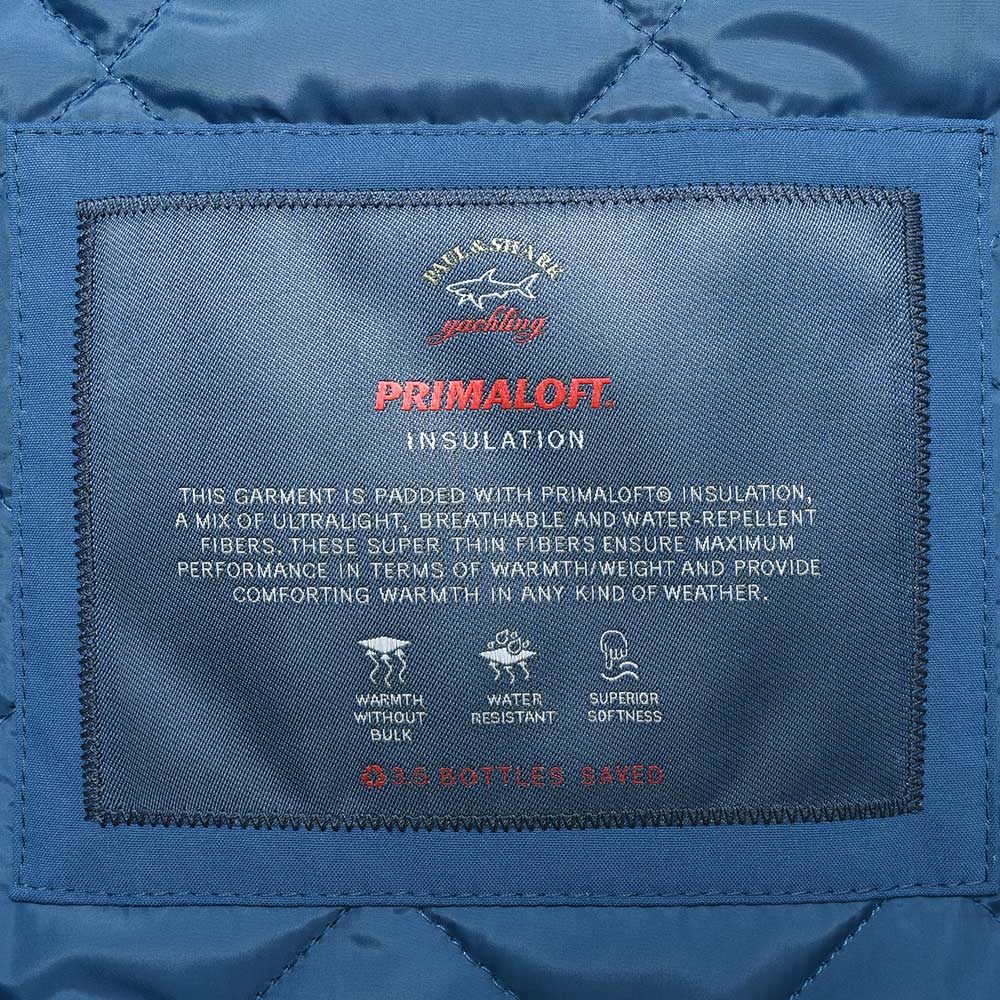 PAUL & SHARK
yachting
PRIMALOFT®
INSULATION
THIS GARMENT IS PADDED WITH PRIMALOFT® INSULATION,
A MIX OF ULTRALIGHT, BREATHABLE AND WATER-REPELLENT
FIBERS. THESE SUPER THIN FIBERS ENSURE MAXIMUM
PERFORMANCE IN TERMS OF WARMTH/WEIGHT AND PROVIDE
COMFORTING WARMTH IN ANY KIND OF WEATHER.
WARMTH
WITHOUT
BULK
WATER
RESISTANT
SUPERIOR
SOFTNESS
3.5 BOTTLES SAVED